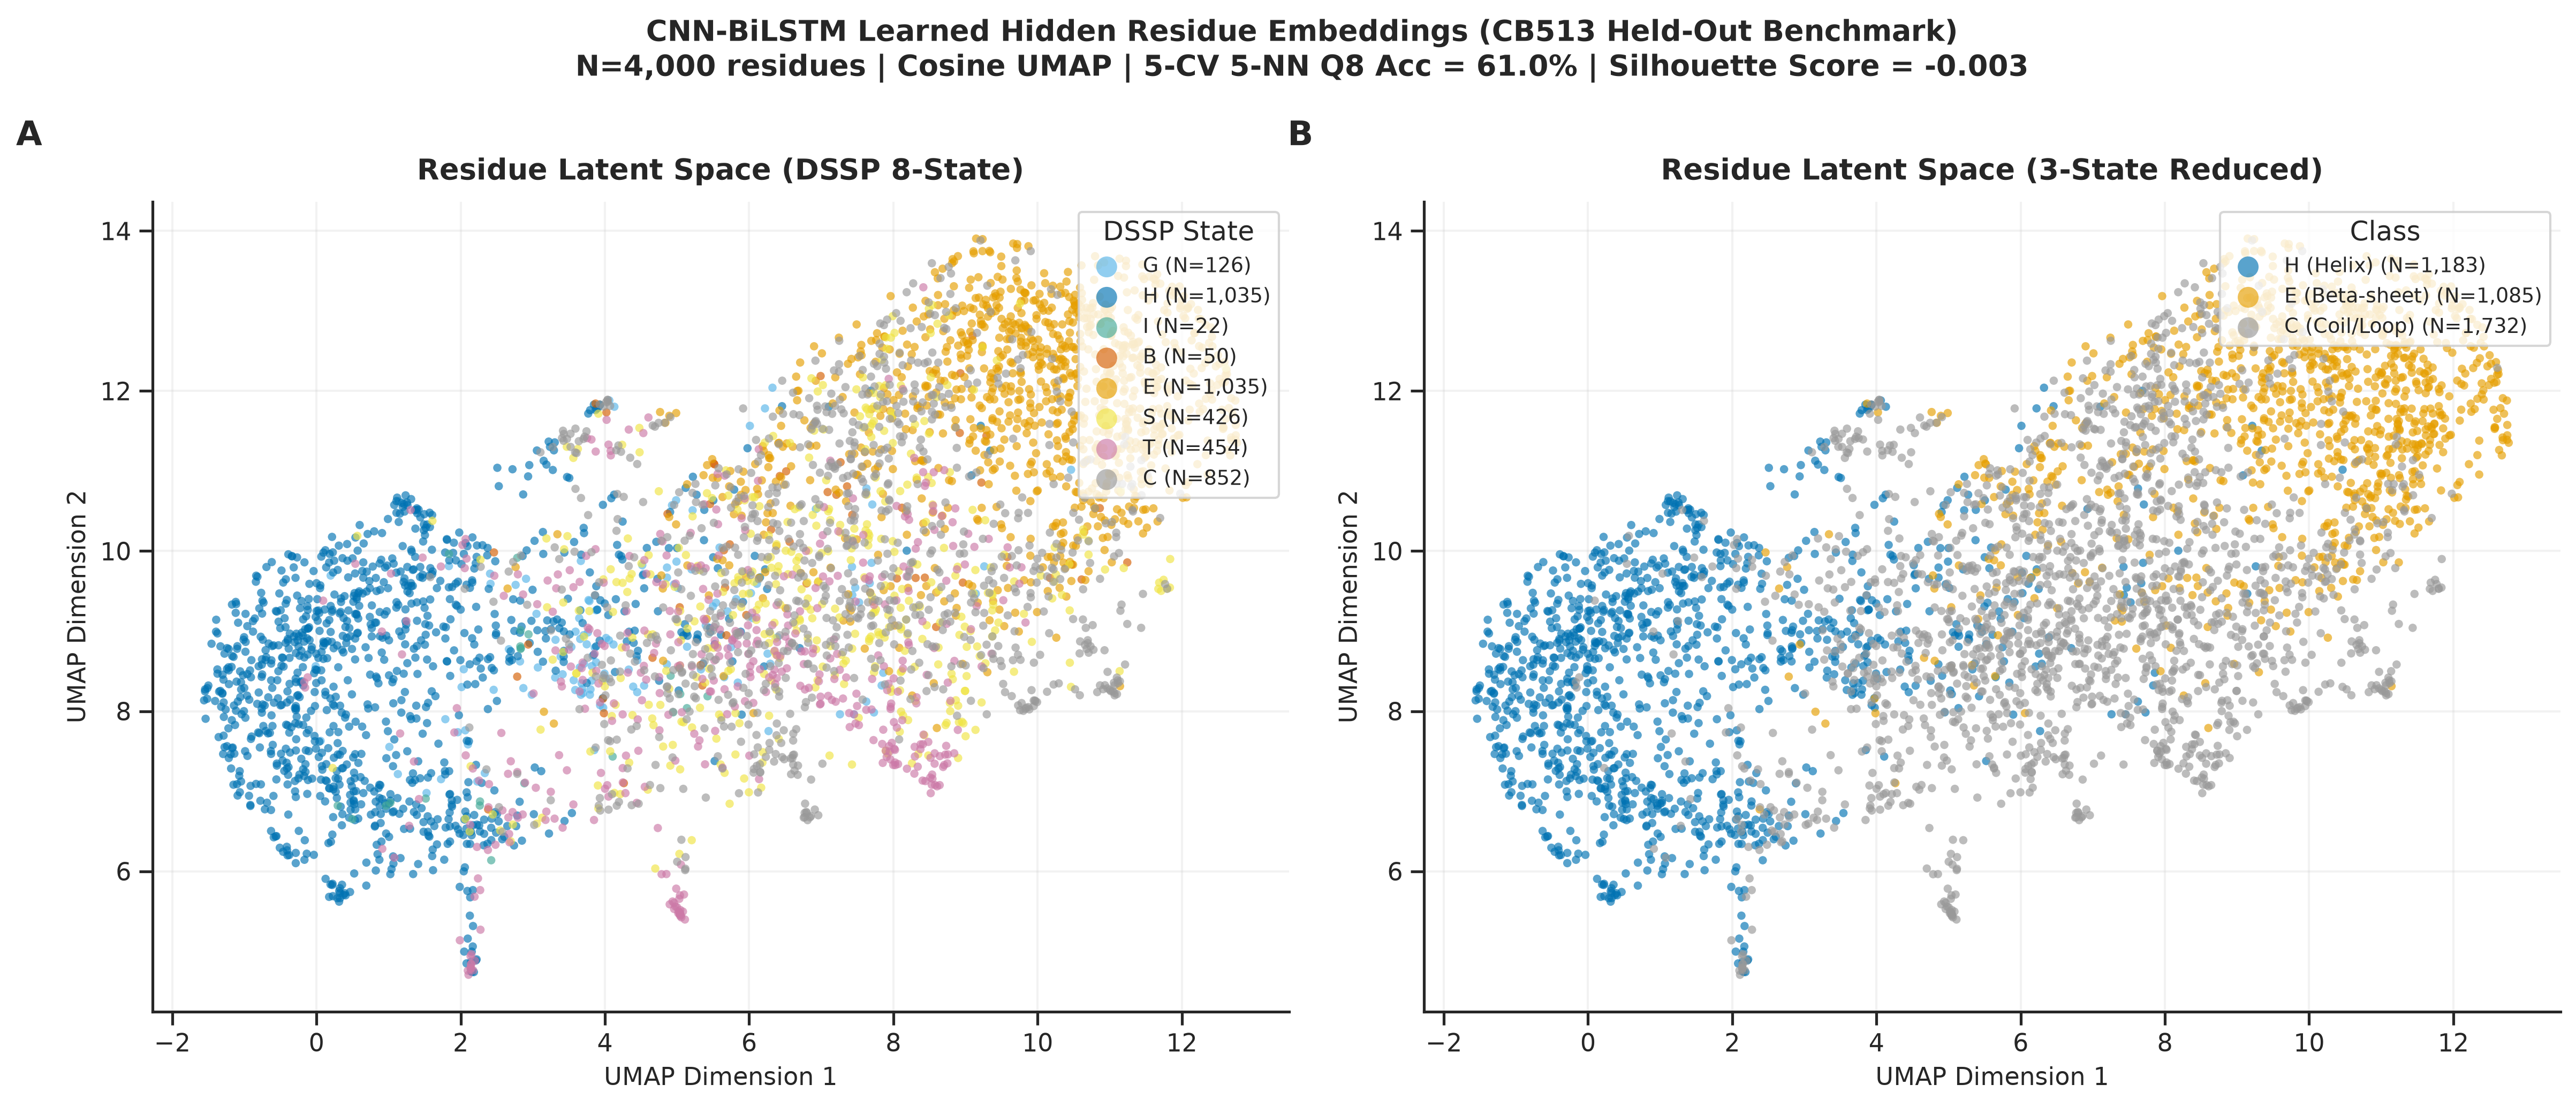 CNN-BiLSTM Learned Hidden Residue Embeddings (CB513 Held-Out Benchmark)
N=4,000 residues | Cosine UMAP | 5-CV 5-NN Q8 Acc = 61.0% | Silhouette Score = -0.003
A
Residue Latent Space (DSSP 8-State)
DSSP State
G (N=126)
H (N=1,035)
I (N=22)
B (N=50)
E (N=1,035)
S (N=426)
T (N=454)
C (N=852)
14
12
10
8
6
UMAP Dimension 2
−2 0 2 4 6 8 10 12
UMAP Dimension 1
B
Residue Latent Space (3-State Reduced)
Class
H (Helix) (N=1,183)
E (Beta-sheet) (N=1,085)
C (Coil/Loop) (N=1,732)
14
12
10
8
6
UMAP Dimension 2
−2 0 2 4 6 8 10 12
UMAP Dimension 1